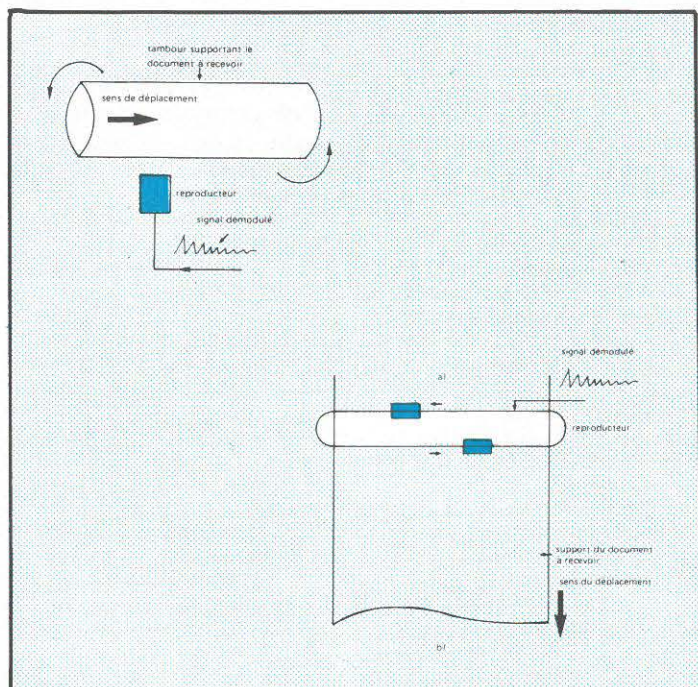 tambour supportant le
document à recevoir
sens de déplacement
reproducteur
signal démodulé
signal démodulé
a)
reproducteur
support du document
à recevoir
sens du déplacement
b)